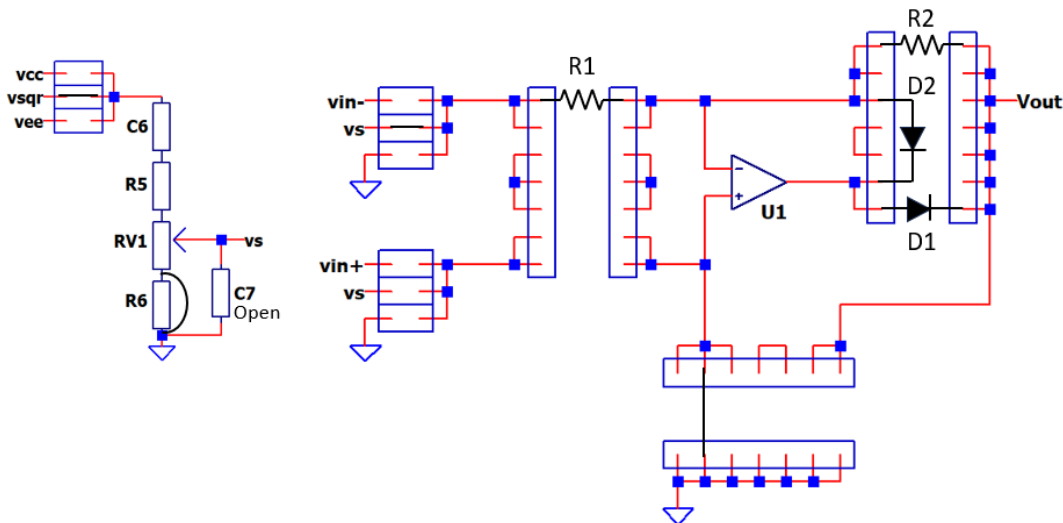 vcc
vsqr
vee
C6
R5
RV1
vs
R6
C7
Open
vin-
vs
vin+
vs
R1
U1
R2
D2
D1
Vout
−
+